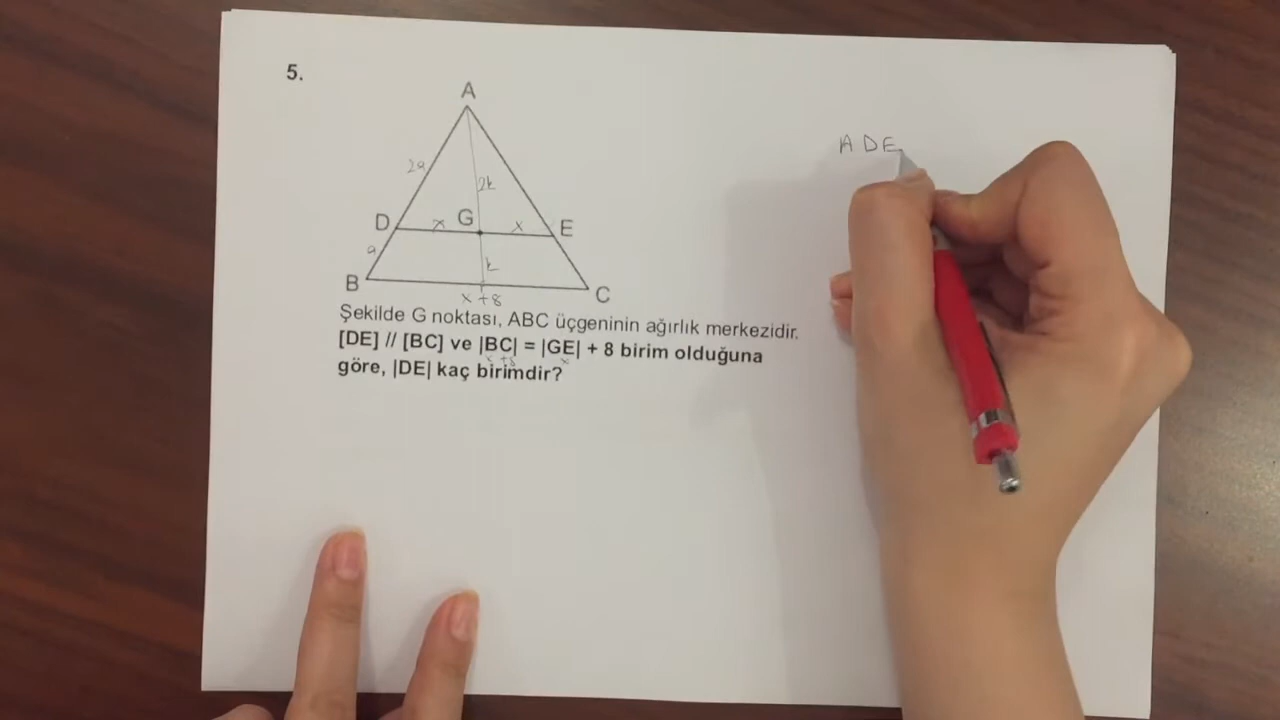 5.
A
A D E
2a
2k
D
x
G
x
E
a
k
B
x + 8
C
Şekilde G noktası, ABC üçgeninin ağırlık merkezidir.
[DE] // [BC] ve |BC| = |GE| + 8 birim olduğuna
x +8 x
göre, |DE| kaç birimdir?